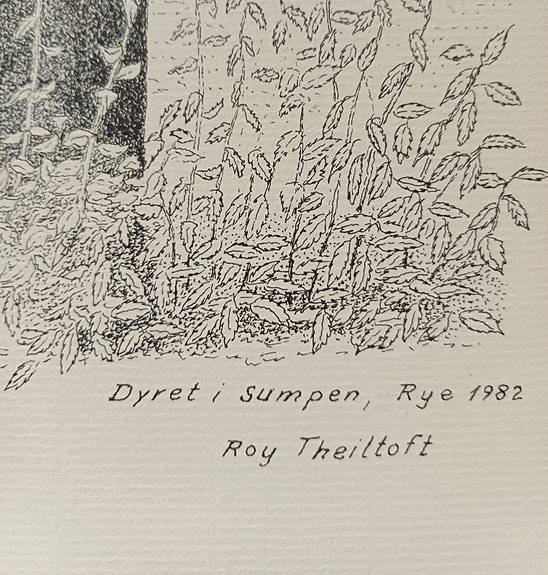 Dyret i Sumpen, Rye 1982
Roy Theiltoft